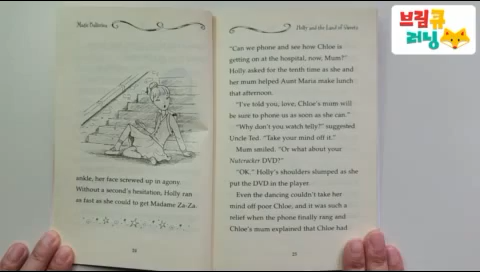 Magic Ballerina
ankle, her face screwed up in agony.
Without a second's hesitation, Holly ran
as fast as she could to get Madame Za-Za.
24
Holly and the Land of Sweets
"Can we phone and see how Chloe is
getting on at the hospital, now, Mum?"
Holly asked for the tenth time as she and
her mum helped Aunt Maria make lunch
that afternoon.
"I've told you, love, Chloe's mum will
be sure to phone us as soon as she can."
"Why don't you watch telly?" suggested
Uncle Ted. "Take your mind off it."
Mum smiled. "Or what about your
Nutcracker DVD?"
"OK." Holly's shoulders slumped as she
put the DVD in the player.
Even the dancing couldn't take her
mind off poor Chloe, and it was such a
relief when the phone finally rang and
Chloe's mum explained that Chloe had
25
브림큐
러닝